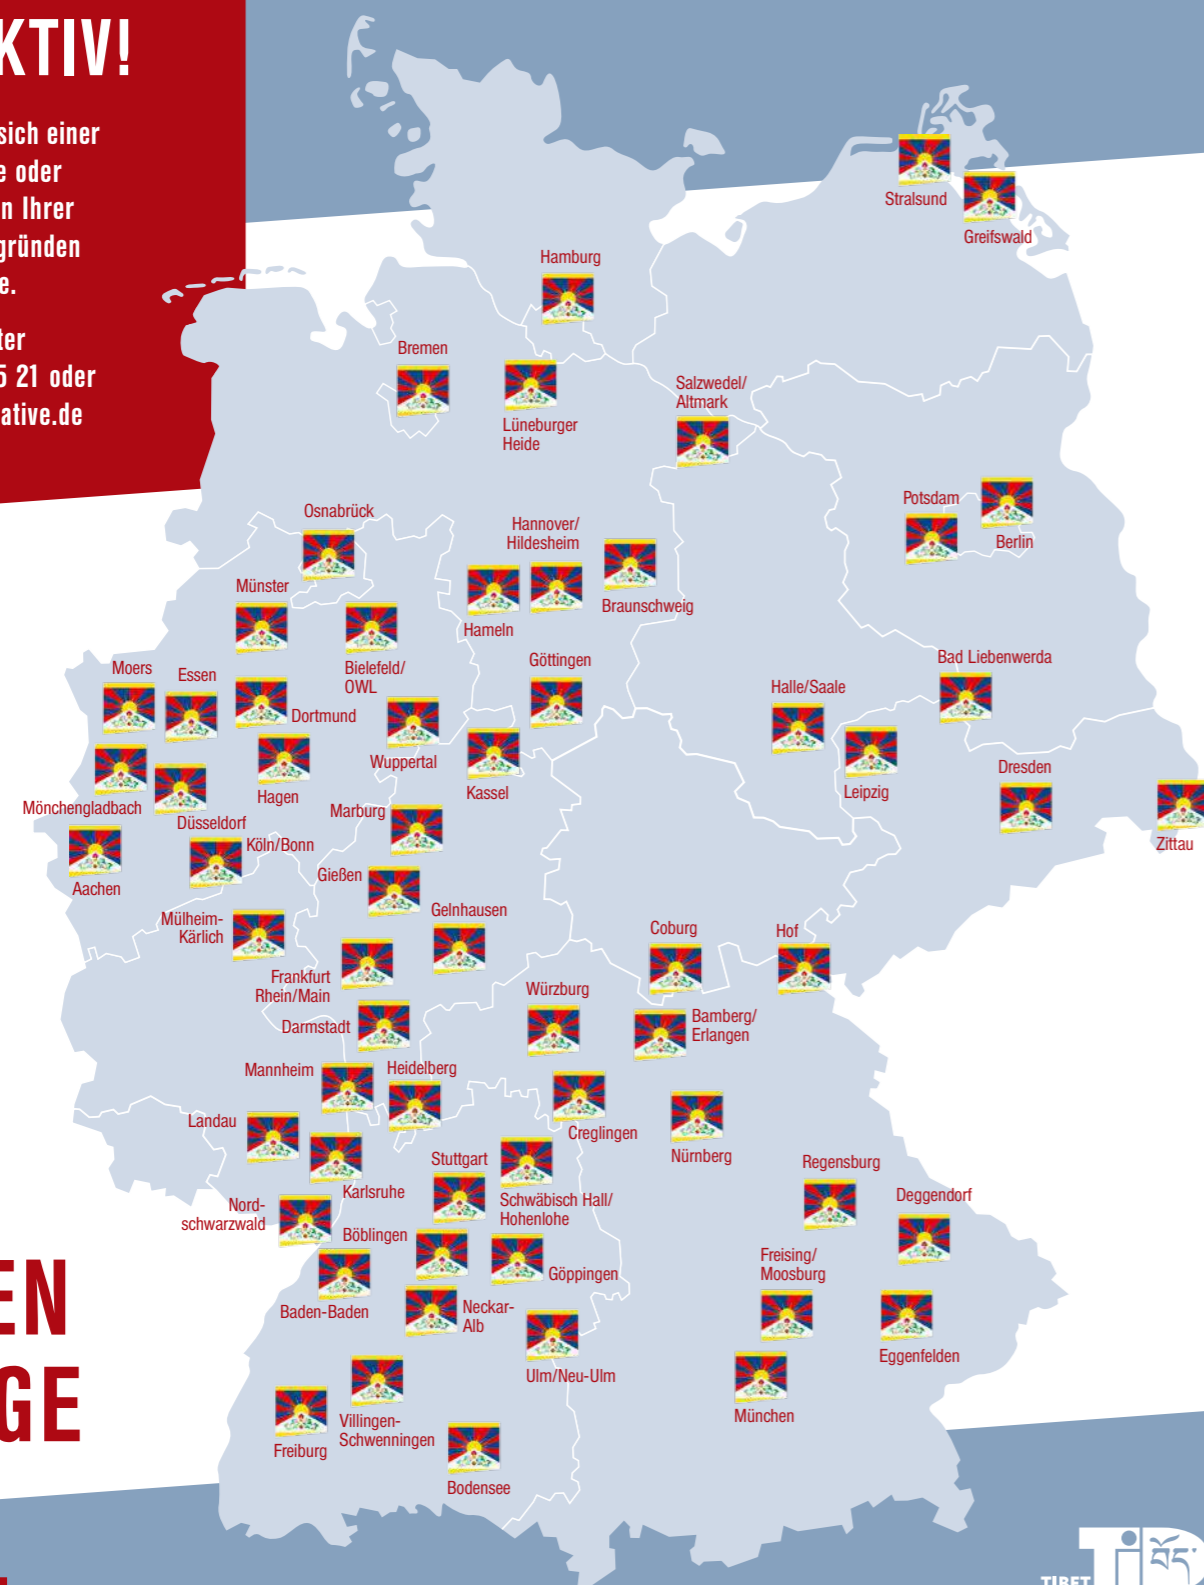 KTIV!
sich einer
e oder
n Ihrer
gründen
e.
ter
5 21 oder
ative.de
Stralsund
Greifswald
Hamburg
Bremen
Lüneburger
Heide
Salzwedel/
Altmark
Potsdam
Berlin
Osnabrück
Hannover/
Hildesheim
Braunschweig
Münster
Hameln
Bielefeld/
OWL
Göttingen
Moers
Essen
Dortmund
Wuppertal
Kassel
Halle/Saale
Bad Liebenwerda
Leipzig
Dresden
Zittau
Mönchengladbach
Düsseldorf
Hagen
Marburg
Köln/Bonn
Aachen
Gießen
Gelnhausen
Mülheim-
Kärlich
Frankfurt
Rhein/Main
Coburg
Hof
Würzburg
Bamberg/
Erlangen
Darmstadt
Mannheim
Heidelberg
Landau
Creglingen
Nürnberg
Karlsruhe
Stuttgart
Schwäbisch Hall/
Hohenlohe
Regensburg
Deggendorf
Nord-
schwarzwald
Böblingen
Göppingen
Freising/
Moosburg
Baden-Baden
Neckar-
Alb
Eggenfelden
Ulm/Neu-Ulm
München
Villingen-
Schwenningen
Freiburg
Bodensee
EN
GE
TIBET
TiD
བོད་